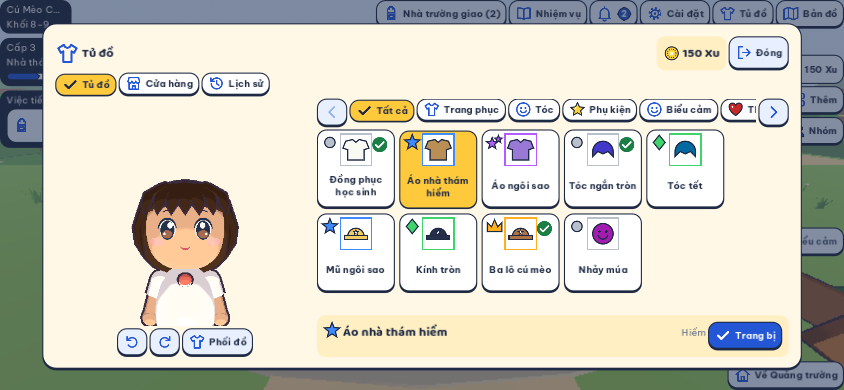 Cú Mèo C...
Khối 8-9
Nhà trường giao (2)
Nhiệm vụ
2
Cài đặt
Tủ đồ
Bản đồ
Cấp 3
Nhà thá
Việc tiế
Tủ đồ
150 Xu
Đóng
150 Xu
Thêm
Nhóm
Tủ đồ
Cửa hàng
Lịch sử
Tất cả
Trang phục
Tóc
Phụ kiện
Biểu cảm
Đồng phục
học sinh
Áo nhà thám
hiểm
Áo ngôi sao
Tóc ngắn tròn
Tóc tết
Mũ ngôi sao
Kính tròn
Ba lô cú mèo
Nhảy múa
iểu cảm
Áo nhà thám hiểm
Hiếm
Trang bị
Phối đồ
Về Quảng trường